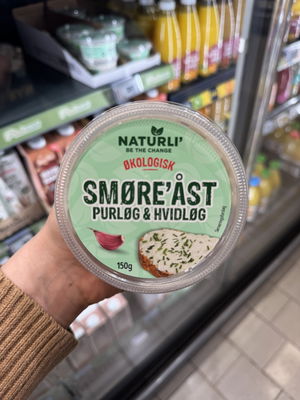 NATURLI'
BE THE CHANGE
ØKOLOGISK
SMØRE'ÅST
PURLØG & HVIDLØG
150g